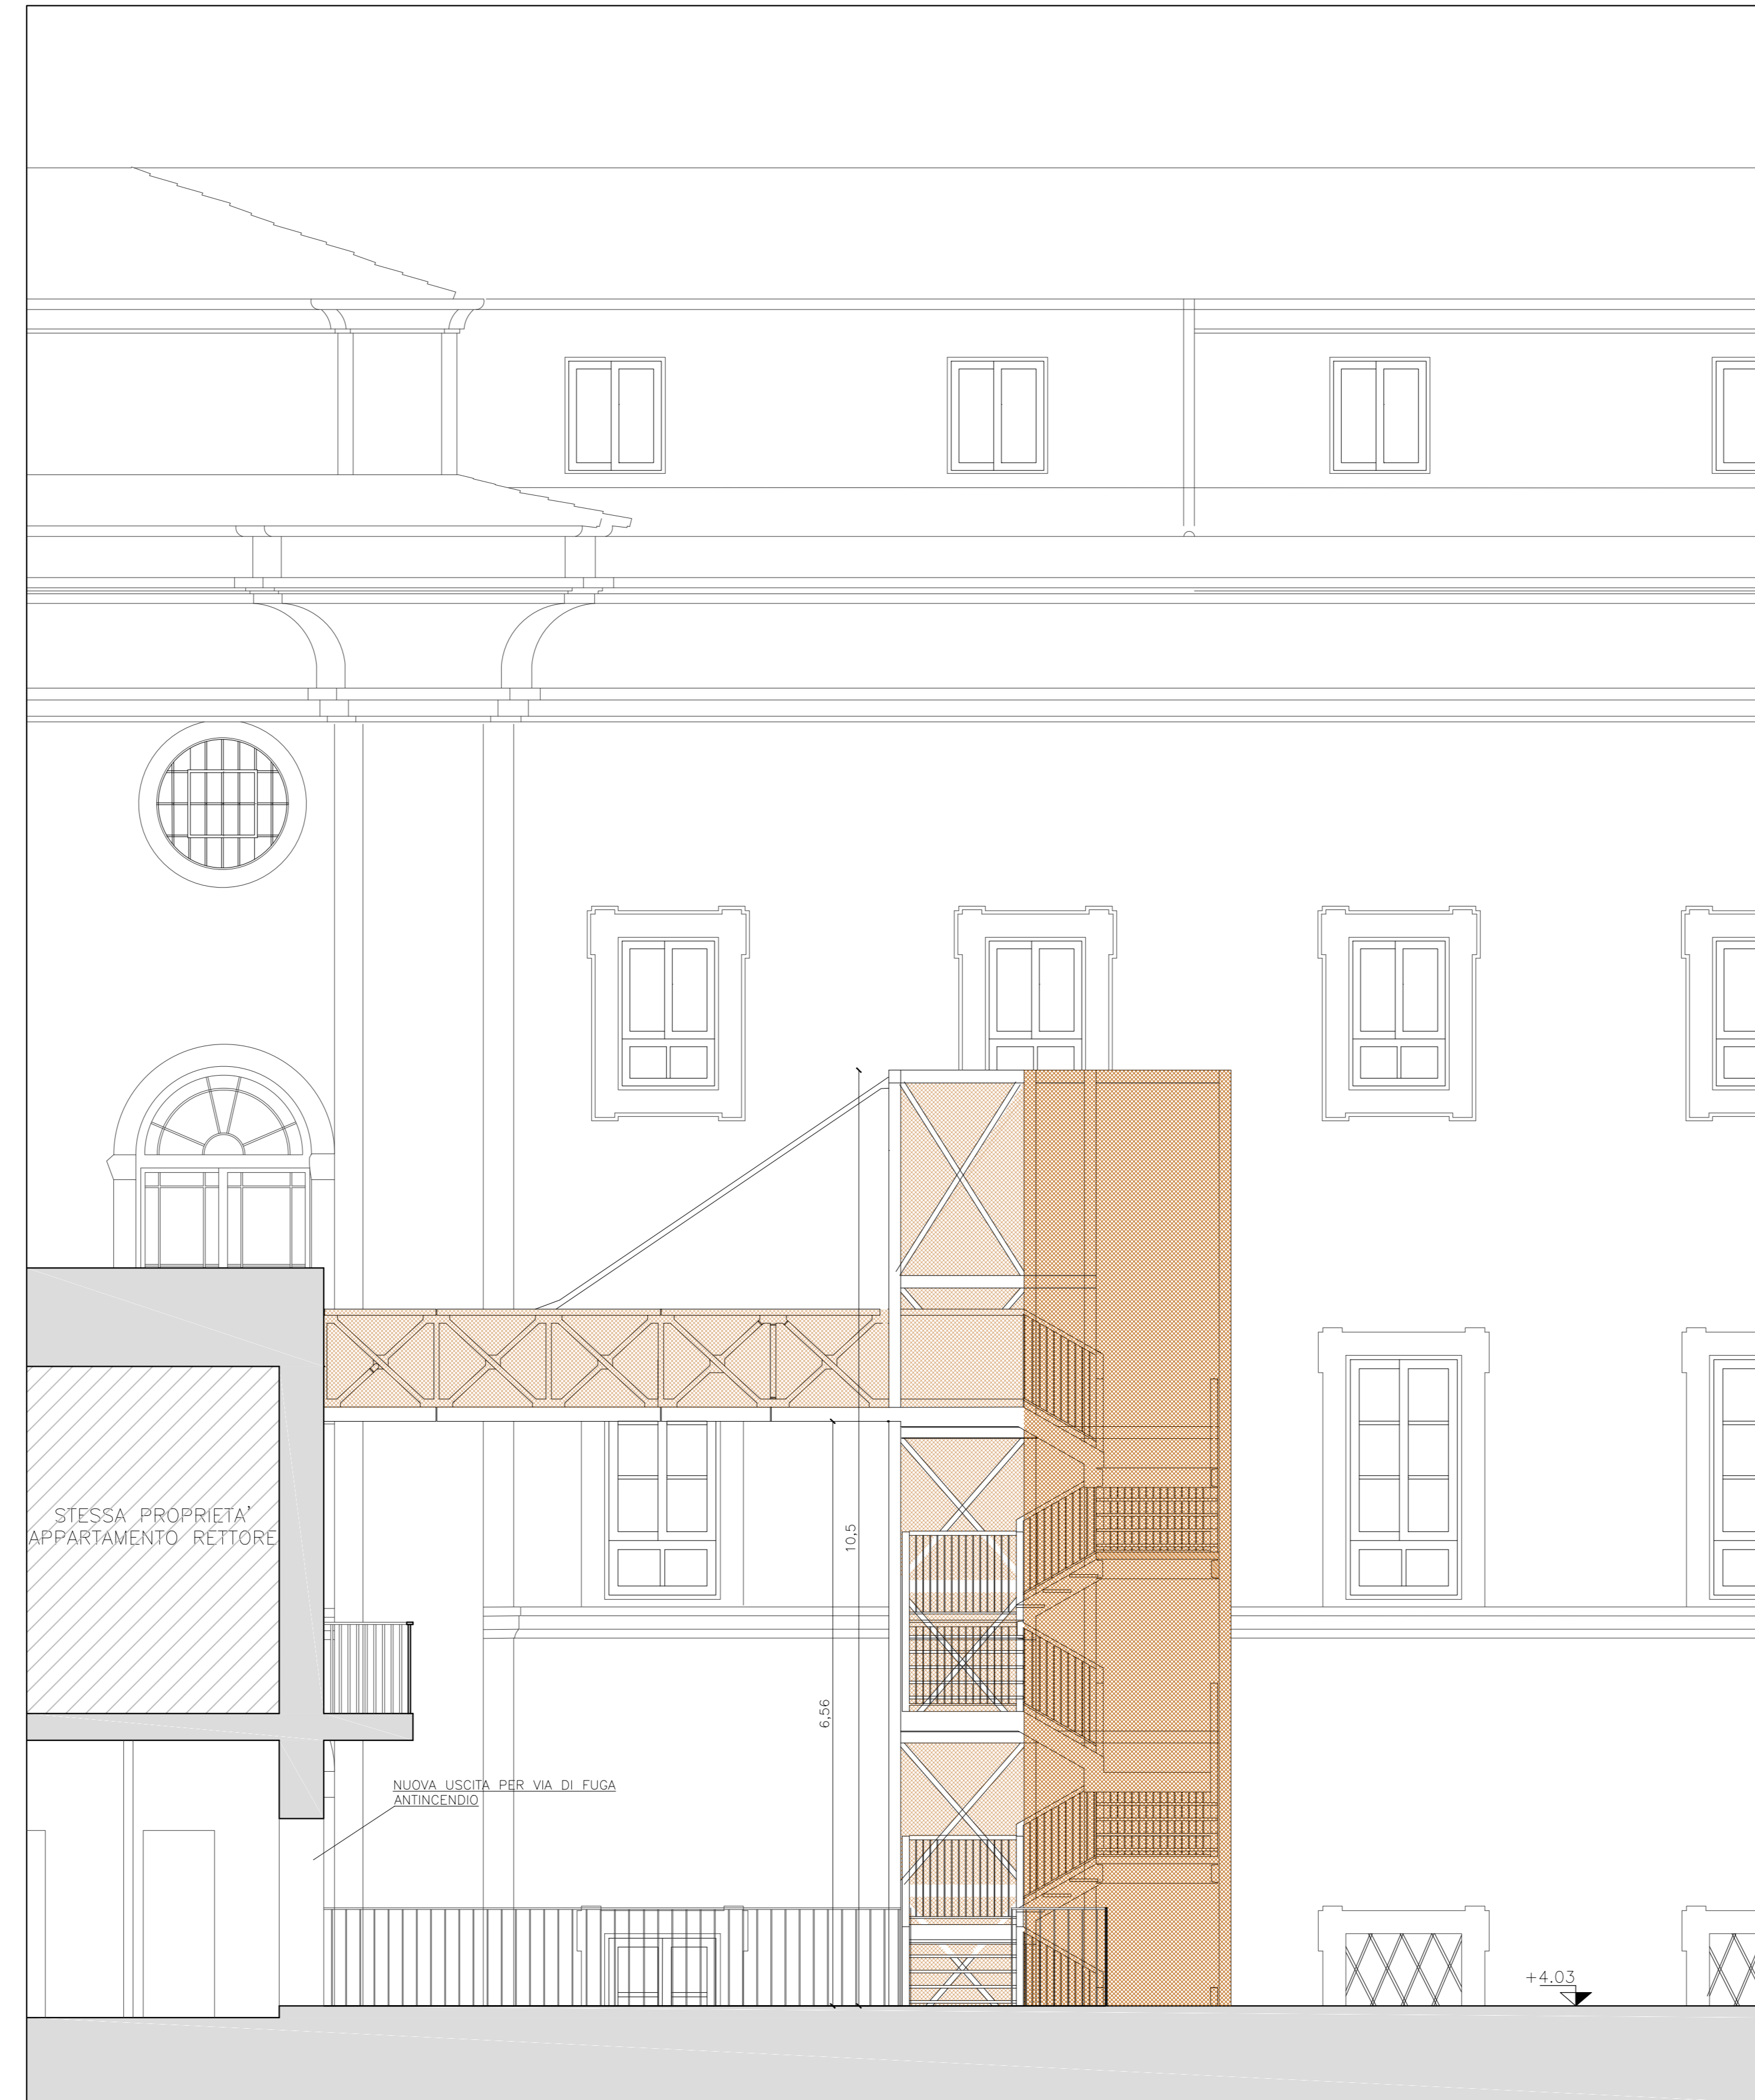 10,5
STESSA PROPRIETA'
APPARTAMENTO RETTORE
6,56
NUOVA USCITA PER VIA DI FUGA
ANTINCENDIO
+4.03